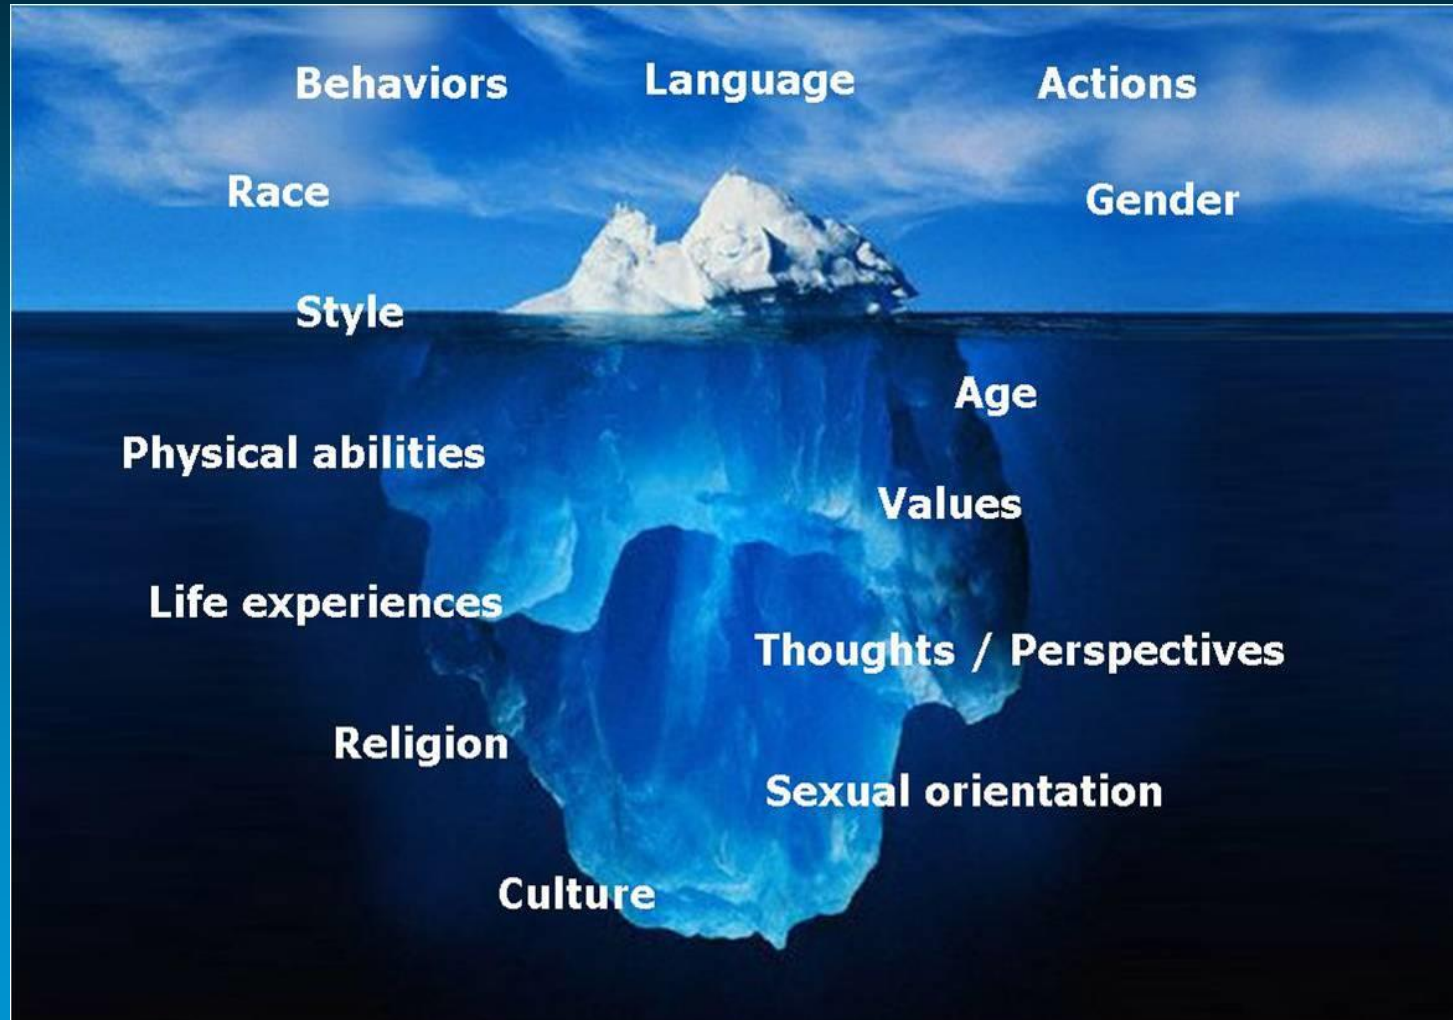 Behaviors Language Actions
Race Gender
Style
Age
Physical abilities
Values
Life experiences
Thoughts / Perspectives
Religion
Sexual orientation
Culture